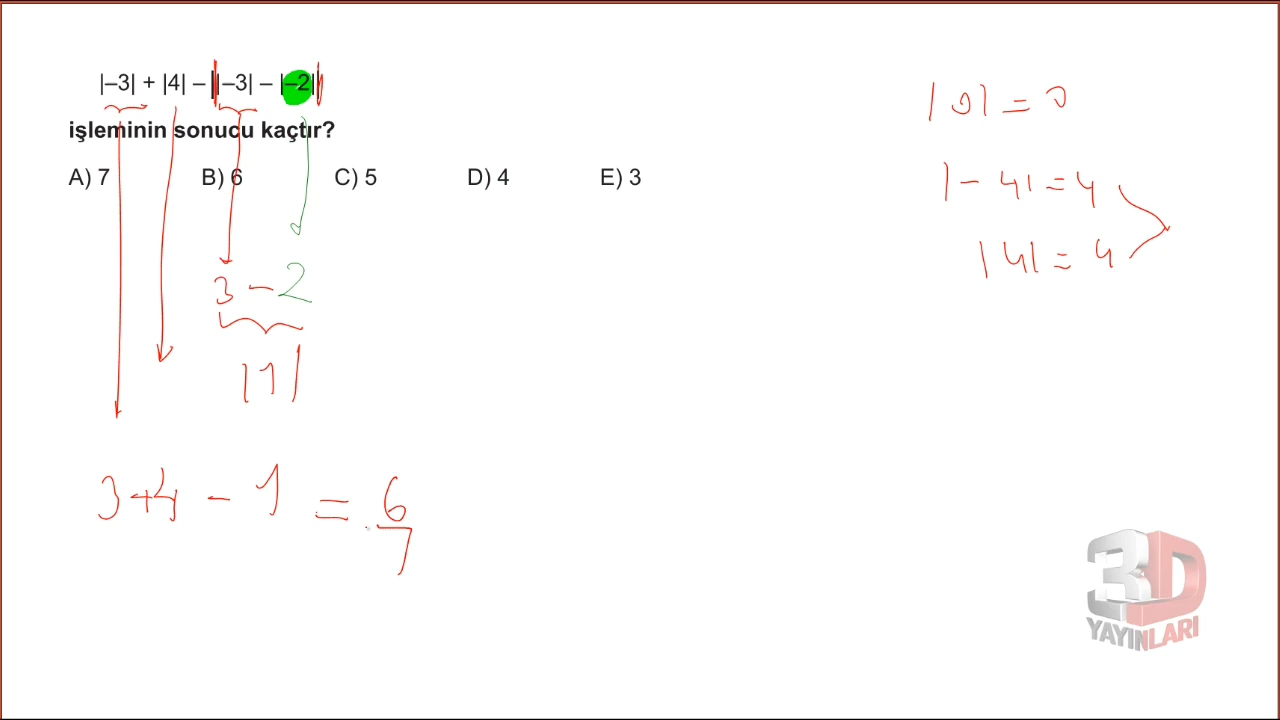 |–3| + |4| – ||–3| – |–2||
işleminin sonucu kaçtır?
A) 7 B) 6 C) 5 D) 4 E) 3
|0| = 0
|-4| = 4
|4| = 4
3 - 2
|1|
3+4 - 1 = 6
3D
YAYINLARI